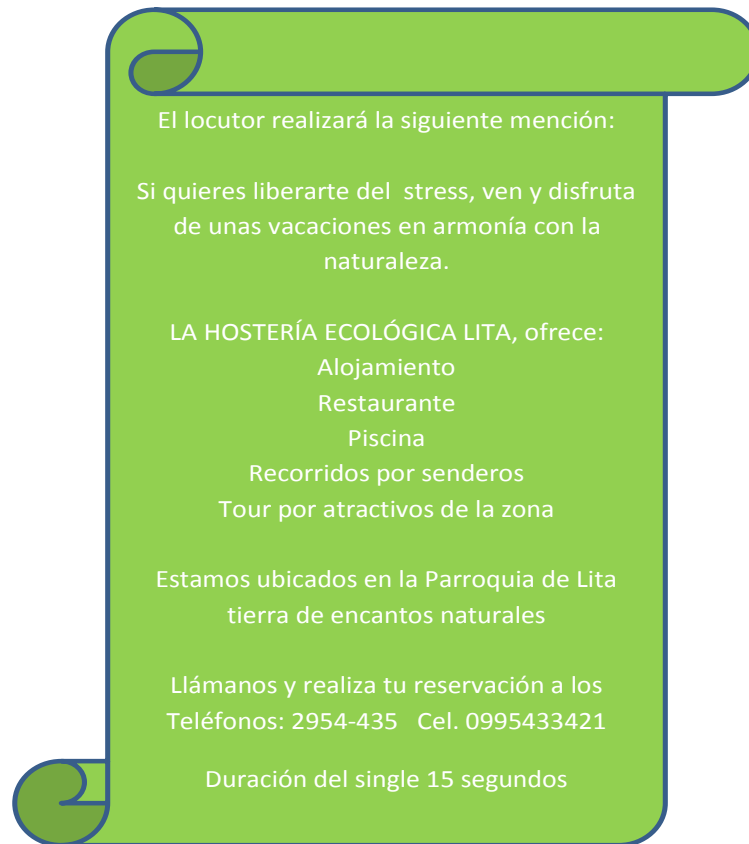 El locutor realizará la siguiente mención:
Si quieres liberarte del  stress, ven y disfruta
de unas vacaciones en armonía con la
naturaleza.
LA HOSTERÍA ECOLÓGICA LITA, ofrece:
Alojamiento
Restaurante
Piscina
Recorridos por senderos
Tour por atractivos de la zona
Estamos ubicados en la Parroquia de Lita
tierra de encantos naturales
Llámanos y realiza tu reservación a los
Teléfonos: 2954-435   Cel. 0995433421
Duración del single 15 segundos